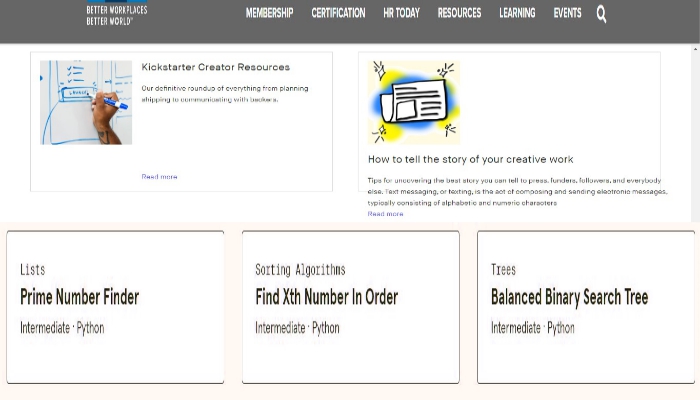 BETTER WORKPLACES
BETTER WORLD™
MEMBERSHIP CERTIFICATION HR TODAY RESOURCES LEARNING EVENTS
Kickstarter Creator Resources
Our definitive roundup of everything from planning
shipping to communicating with backers.
Read more
How to tell the story of your creative work
Tips for uncovering the best story you can tell to press, funders, followers, and everybody
else. Text messaging, or texting, is the act of composing and sending electronic messages,
typically consisting of alphabetic and numeric characters
Read more
Lists
Prime Number Finder
Intermediate · Python
Sorting Algorithms
Find Xth Number In Order
Intermediate · Python
Trees
Balanced Binary Search Tree
Intermediate · Python